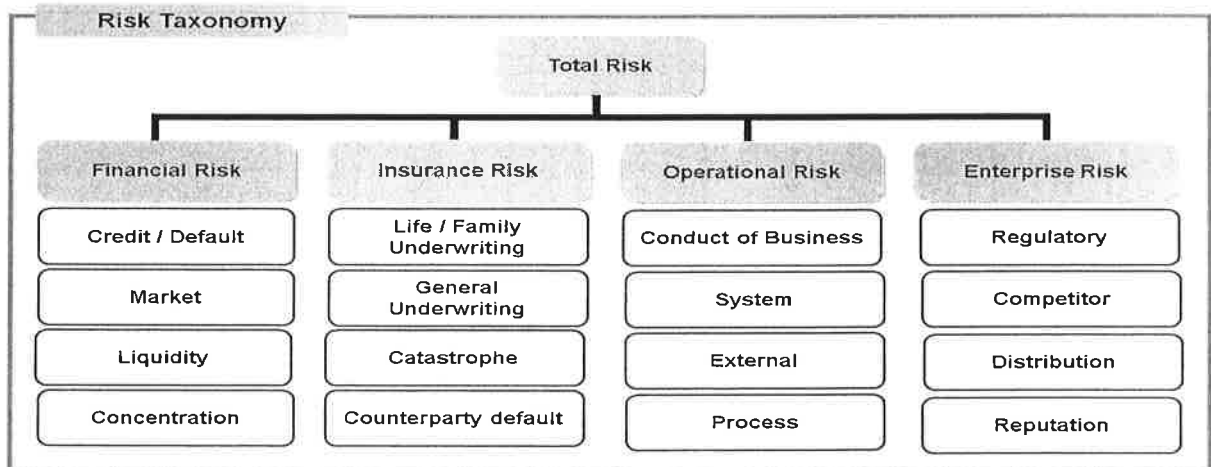 Risk Taxonomy
Total Risk
Financial Risk
Insurance Risk
Operational Risk
Enterprise Risk
Credit / Default
Life / Family
Underwriting
Conduct of Business
Regulatory
Market
General
Underwriting
System
Competitor
Liquidity
Catastrophe
External
Distribution
Concentration
Counterparty default
Process
Reputation